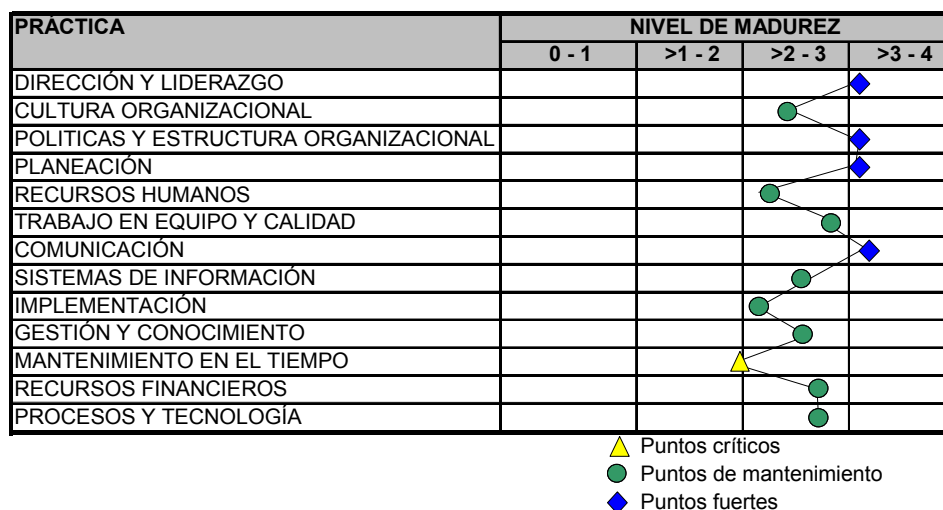 PRÁCTICA NIVEL DE MADUREZ
0 - 1 >1 - 2 >2 - 3 >3 - 4
DIRECCIÓN Y LIDERAZGO
CULTURA ORGANIZACIONAL
POLITICAS Y ESTRUCTURA ORGANIZACIONAL
PLANEACIÓN
RECURSOS HUMANOS
TRABAJO EN EQUIPO Y CALIDAD
COMUNICACIÓN
SISTEMAS DE INFORMACIÓN
IMPLEMENTACIÓN
GESTIÓN Y CONOCIMIENTO
MANTENIMIENTO EN EL TIEMPO
RECURSOS FINANCIEROS
PROCESOS Y TECNOLOGÍA
Puntos críticos
Puntos de mantenimiento
Puntos fuertes